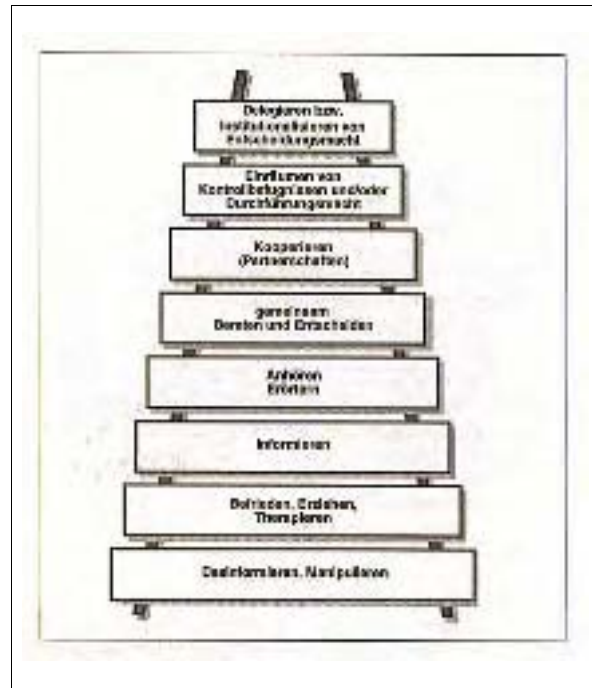 Delegieren bzw.
Institutionalisieren von
Entscheidungsmacht
Einräumen von
Kontrollbefugnissen und/oder
Durchführungsmacht
Kooperieren
(Partnerschaften)
gemeinsam
Beraten und Entscheiden
Anhören
Erörtern
Informieren
Befrieden, Erziehen,
Therapieren
Desinformieren, Manipulieren